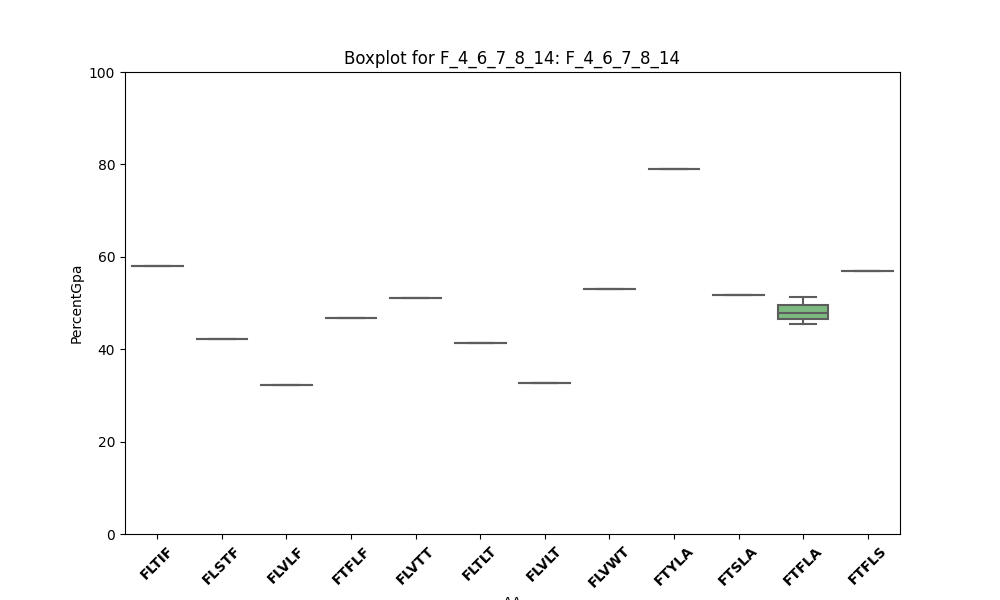 Boxplot for F_4_6_7_8_14: F_4_6_7_8_14
100
80
60
40
20
0
PercentGpa
FLTIF FLSTF FLVLF FTFLF FLVTT FLTLT FLVLT FLVWT FTYLA FTSLA FTFLA FTFLS
AA